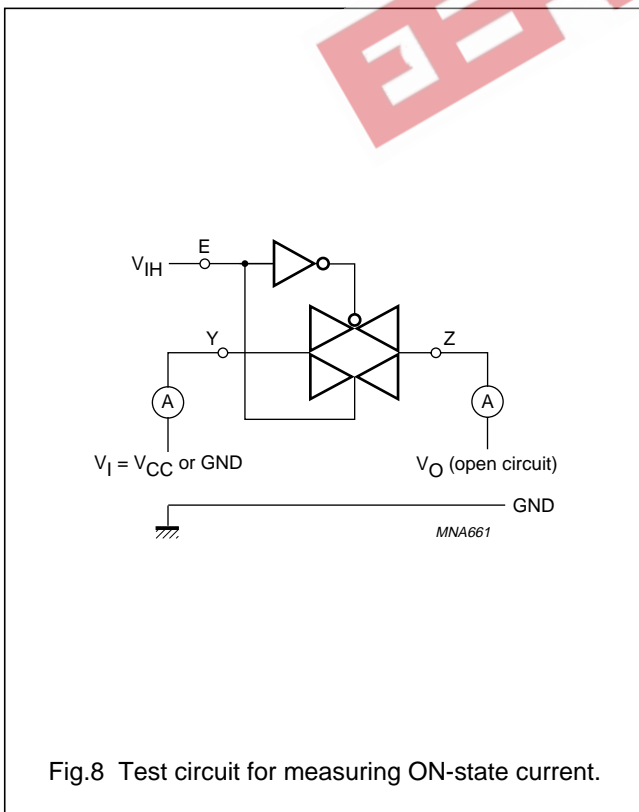 E
V_IH
Y
Z
A
A
V_I = V_CC or GND
V_O (open circuit)
GND
MNA661
Fig.8 Test circuit for measuring ON-state current.